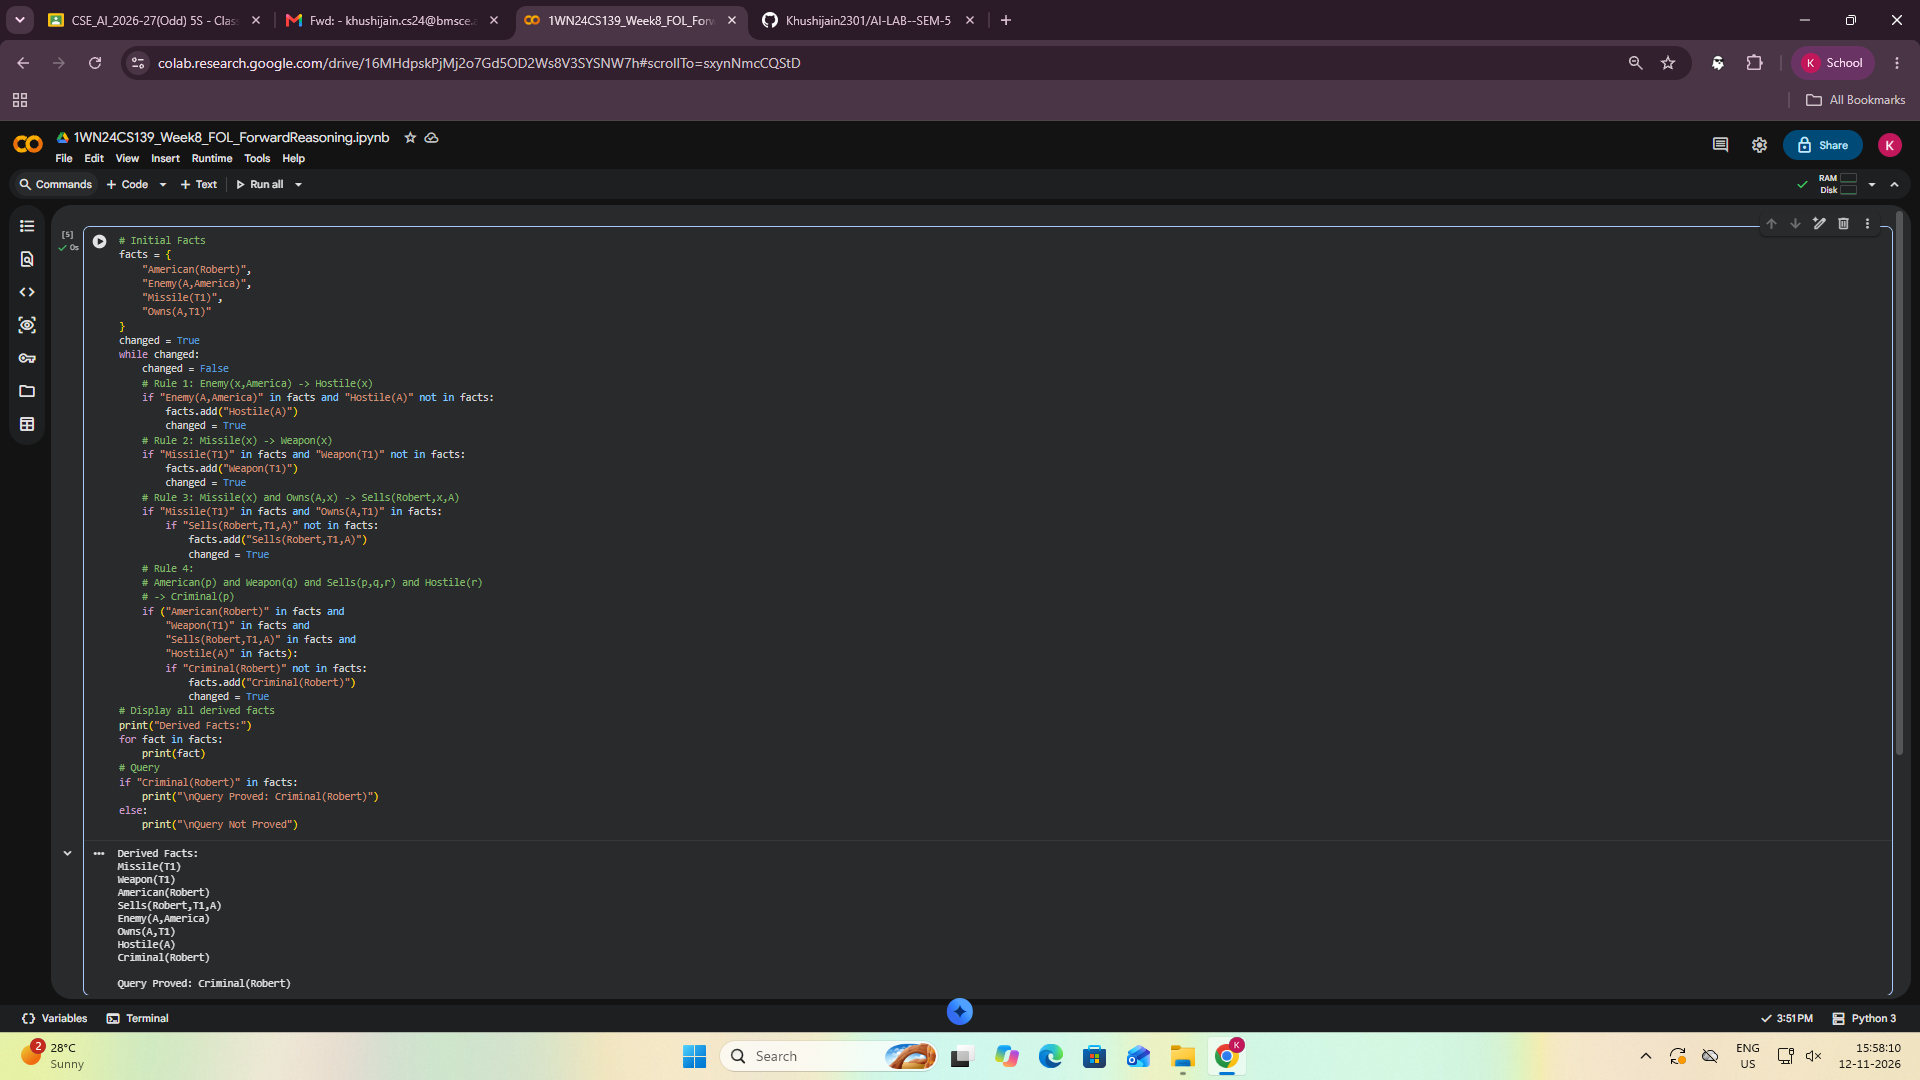 CSE_AI_2026-27(Odd) 5S - Clas
Fwd: - khushijain.cs24@bmsce.a
1WN24CS139_Week8_FOL_Forw
Khushijain2301/AI-LAB--SEM-5
colab.research.google.com/drive/16MHdpskPjMj2o7Gd5OD2Ws8V3SYSNW7h#scrollTo=sxynNmcCQStD
K School
All Bookmarks
1WN24CS139_Week8_FOL_ForwardReasoning.ipynb
File Edit View Insert Runtime Tools Help
Share
K
Commands + Code + Text Run all
RAM
Disk
[5]
0s
# Initial Facts
facts = {
"American(Robert)",
"Enemy(A,America)",
"Missile(T1)",
"Owns(A,T1)"
}
changed = True
while changed:
changed = False
# Rule 1: Enemy(x,America) -> Hostile(x)
if "Enemy(A,America)" in facts and "Hostile(A)" not in facts:
facts.add("Hostile(A)")
changed = True
# Rule 2: Missile(x) -> Weapon(x)
if "Missile(T1)" in facts and "Weapon(T1)" not in facts:
facts.add("Weapon(T1)")
changed = True
# Rule 3: Missile(x) and Owns(A,x) -> Sells(Robert,x,A)
if "Missile(T1)" in facts and "Owns(A,T1)" in facts:
if "Sells(Robert,T1,A)" not in facts:
facts.add("Sells(Robert,T1,A)")
changed = True
# Rule 4:
# American(p) and Weapon(q) and Sells(p,q,r) and Hostile(r)
# -> Criminal(p)
if ("American(Robert)" in facts and
"Weapon(T1)" in facts and
"Sells(Robert,T1,A)" in facts and
"Hostile(A)" in facts):
if "Criminal(Robert)" not in facts:
facts.add("Criminal(Robert)")
changed = True
# Display all derived facts
print("Derived Facts:")
for fact in facts:
print(fact)
# Query
if "Criminal(Robert)" in facts:
print("\nQuery Proved: Criminal(Robert)")
else:
print("\nQuery Not Proved")
Derived Facts:
Missile(T1)
Weapon(T1)
American(Robert)
Sells(Robert,T1,A)
Enemy(A,America)
Owns(A,T1)
Hostile(A)
Criminal(Robert)
Query Proved: Criminal(Robert)
Variables Terminal
3:51 PM Python 3
2
28°C
Sunny
Search
K
ENG
US
15:58:10
12-11-2026